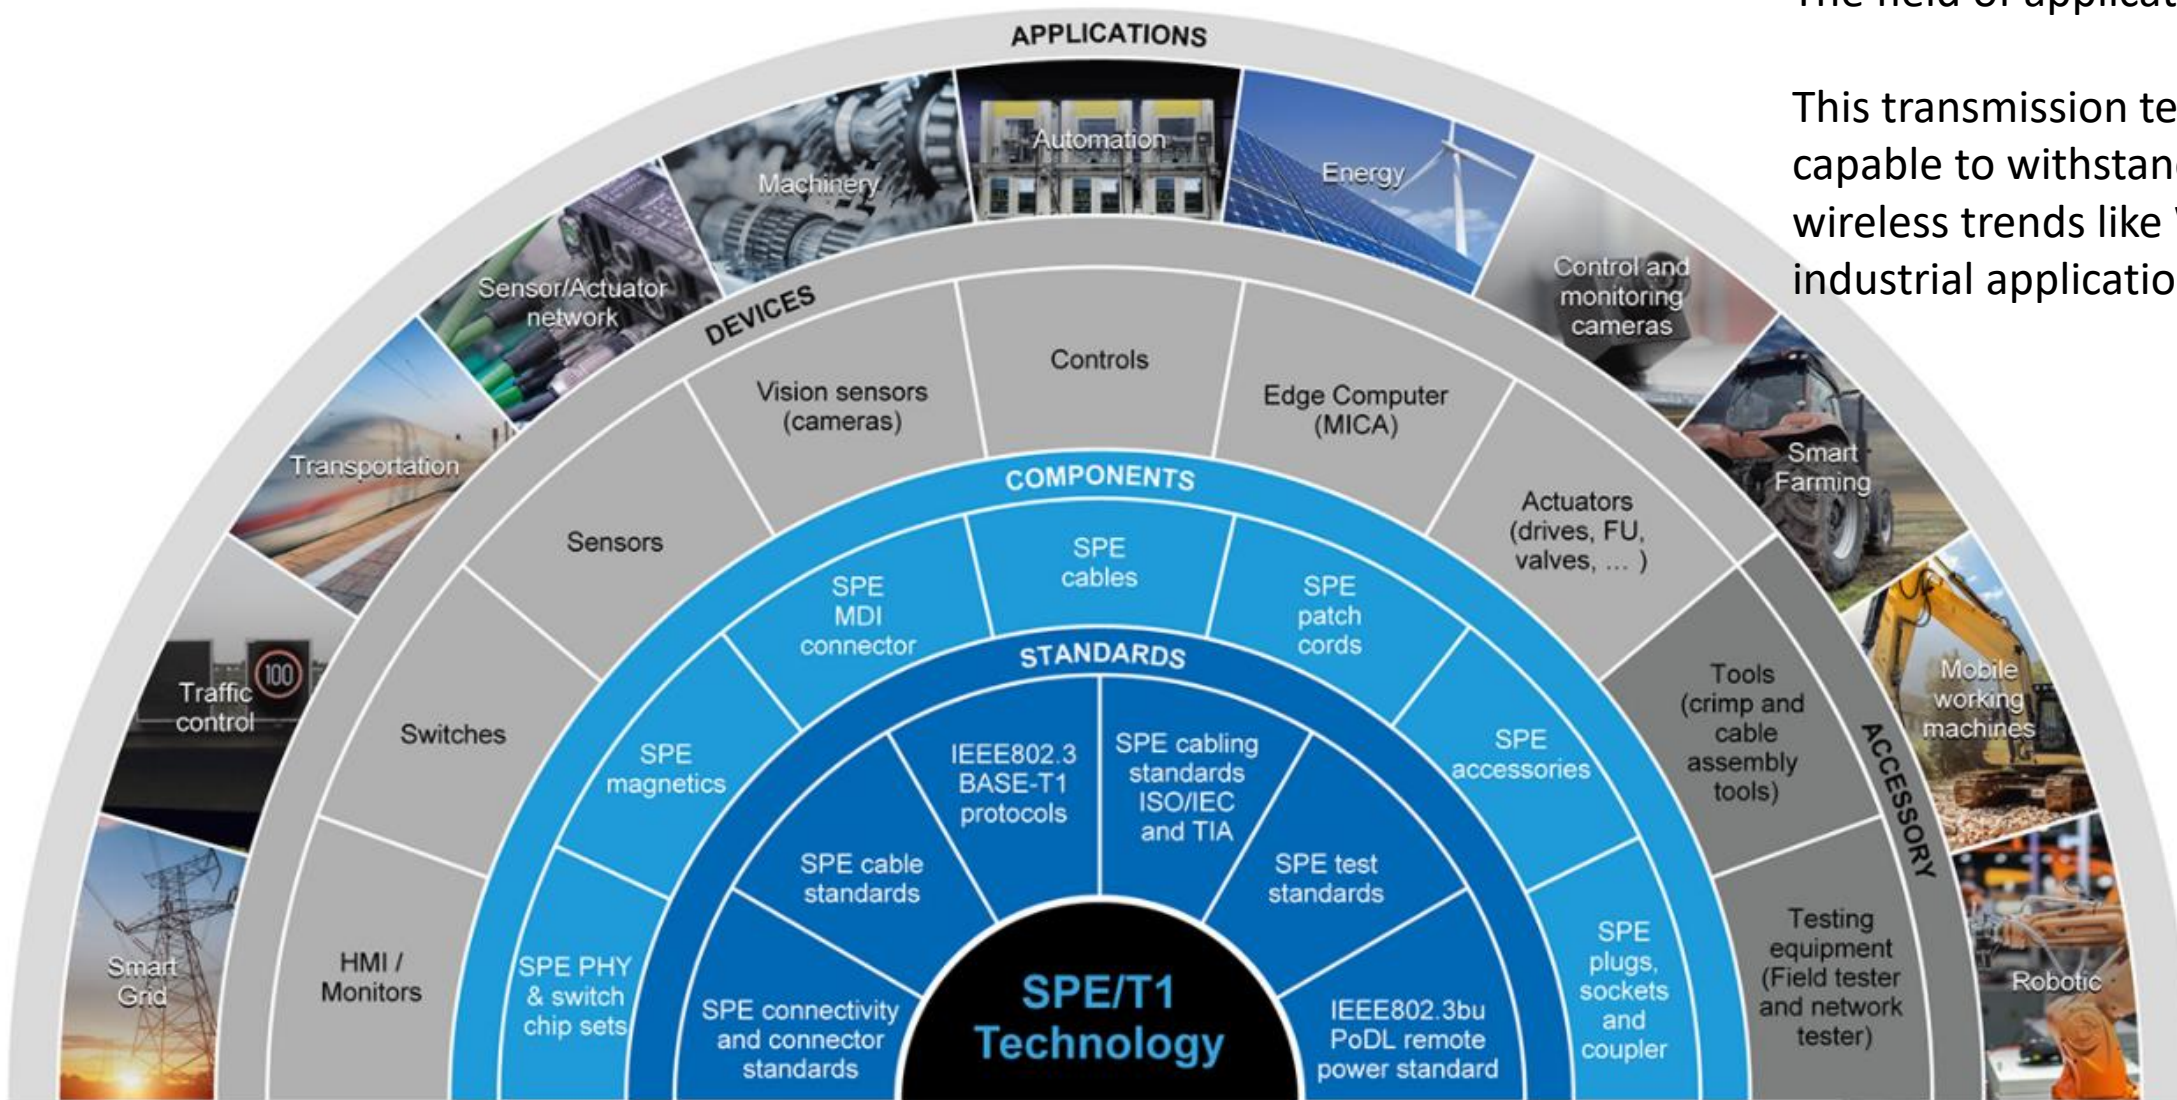 The field of applicat
This transmission te
capable to withstand
wireless trends like
industrial applicatio
APPLICATIONS
Smart
Grid
Traffic
control
100
Transportation
Sensor/Actuator
network
Machinery
Automation
Energy
Control and
monitoring
cameras
Smart
Farming
Mobile
working
machines
Robotic
DEVICES
HMI /
Monitors
Switches
Sensors
Vision sensors
(cameras)
Controls
Edge Computer
(MICA)
Actuators
(drives, FU,
valves, ... )
ACCESSORY
Tools
(crimp and
cable
assembly
tools)
Testing
equipment
(Field tester
and network
tester)
COMPONENTS
SPE PHY
& switch
chip sets
SPE
magnetics
SPE
MDI
connector
SPE
cables
SPE
patch
cords
SPE
accessories
SPE
plugs,
sockets
and
coupler
STANDARDS
SPE connectivity
and connector
standards
SPE cable
standards
IEEE802.3
BASE-T1
protocols
SPE cabling
standards
ISO/IEC
and TIA
SPE test
standards
IEEE802.3bu
PoDL remote
power standard
SPE/T1
Technology